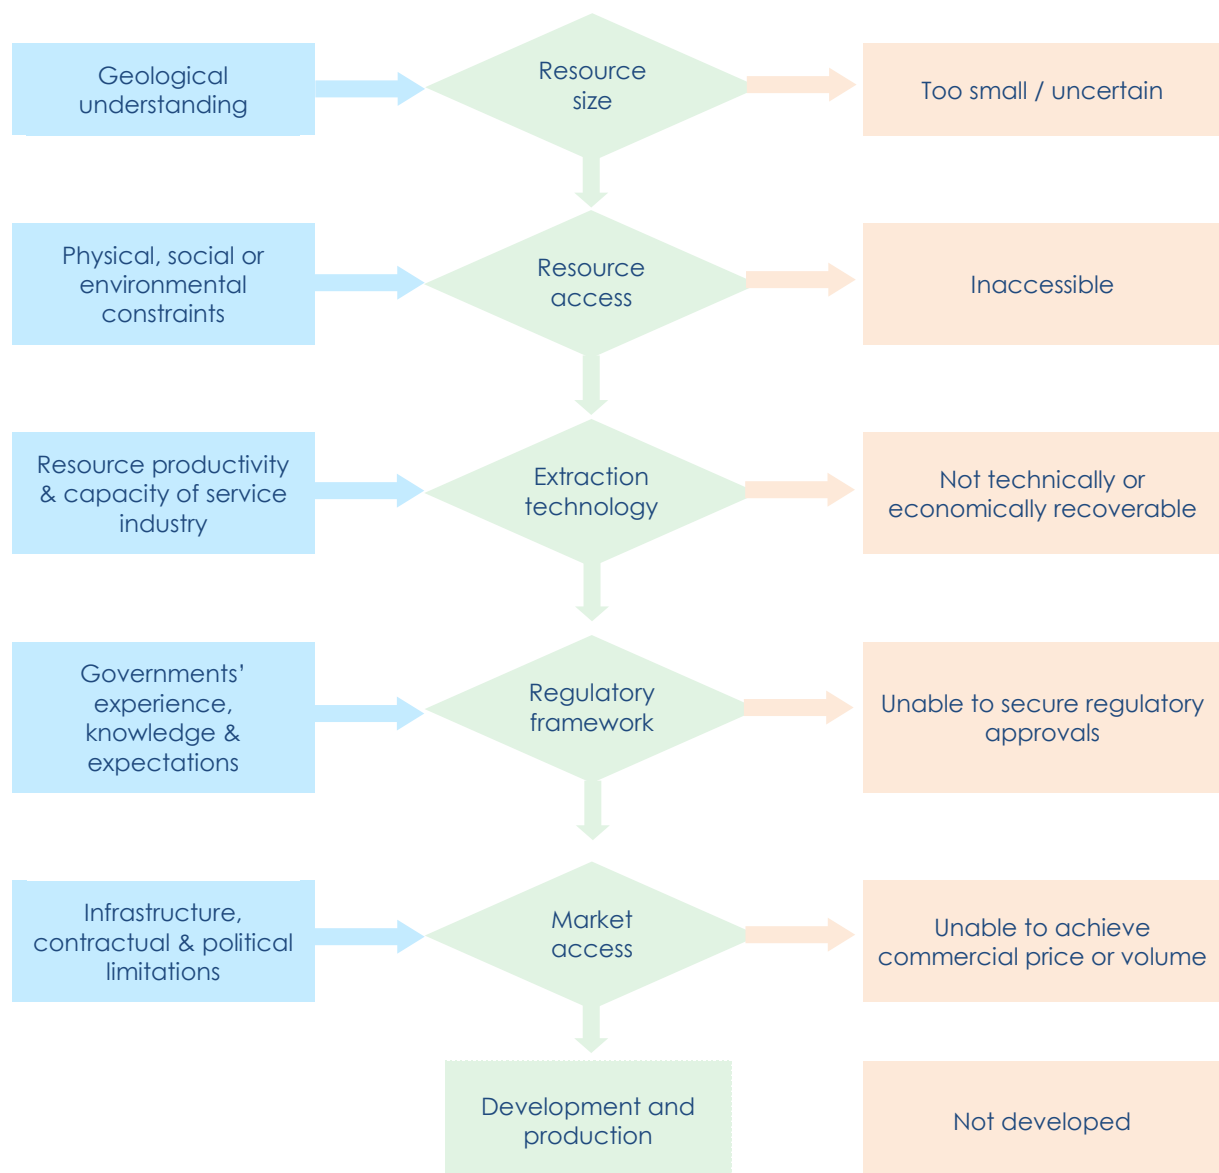 Geological
understanding
Resource
size
Too small / uncertain
Physical, social or
environmental
constraints
Resource
access
Inaccessible
Resource productivity
& capacity of service
industry
Extraction
technology
Not technically or
economically recoverable
Governments’
experience,
knowledge &
expectations
Regulatory
framework
Unable to secure regulatory
approvals
Infrastructure,
contractual & political
limitations
Market
access
Unable to achieve
commercial price or volume
Development and
production
Not developed